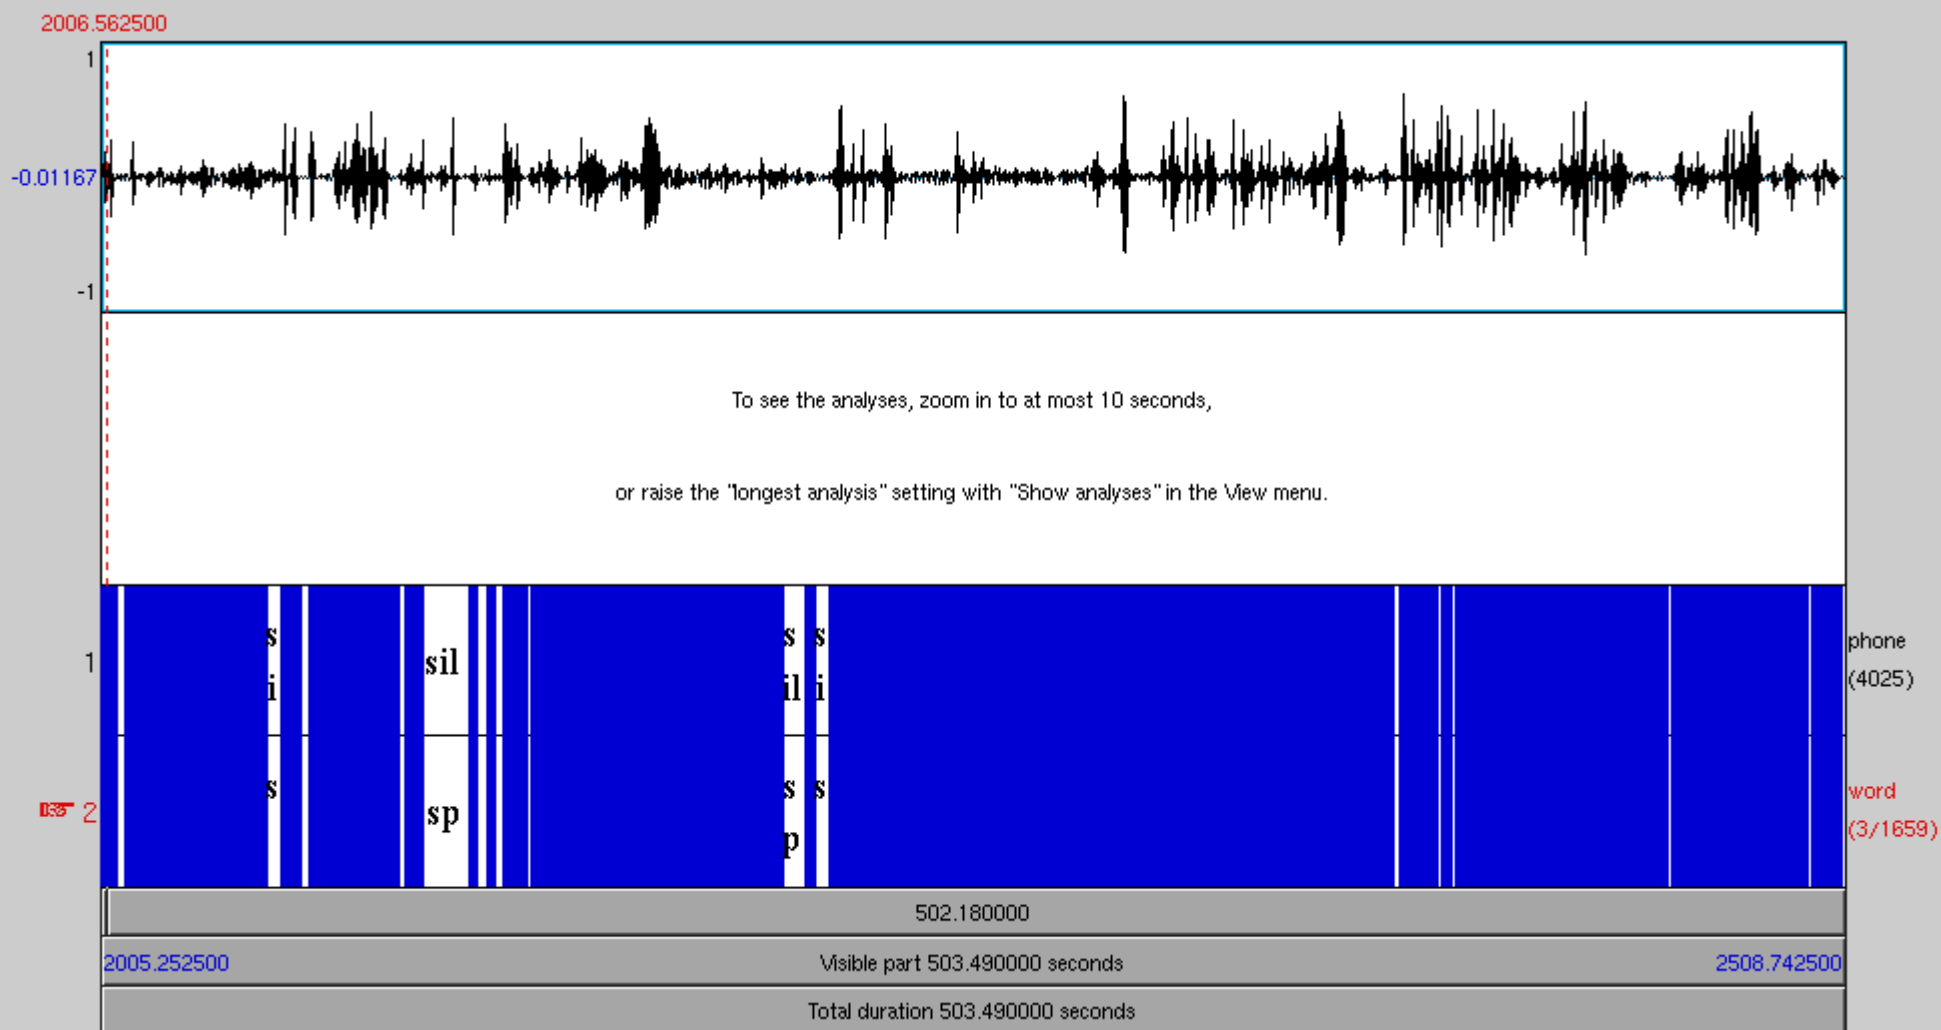 2006.562500
1
-0.01167
-1
To see the analyses, zoom in to at most 10 seconds,
or raise the "longest analysis" setting with "Show analyses" in the View menu.
s
i
sil
s
il
s
i
1
phone
(4025)
s
sp
s
p
s
2
word
(3/1659)
502.180000
2005.252500
Visible part 503.490000 seconds
2508.742500
Total duration 503.490000 seconds